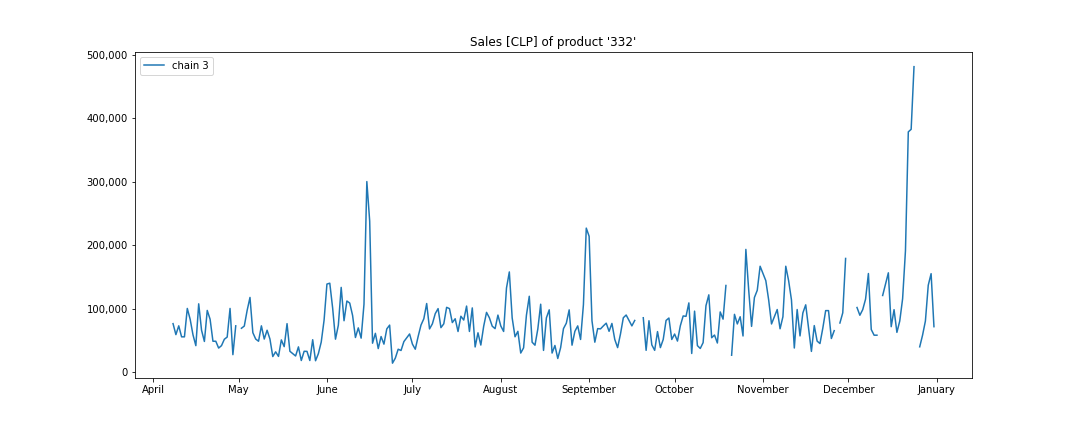 Sales [CLP] of product '332'
500,000
chain 3
400,000
300,000
200,000
100,000
0
April May June July August September October November December January